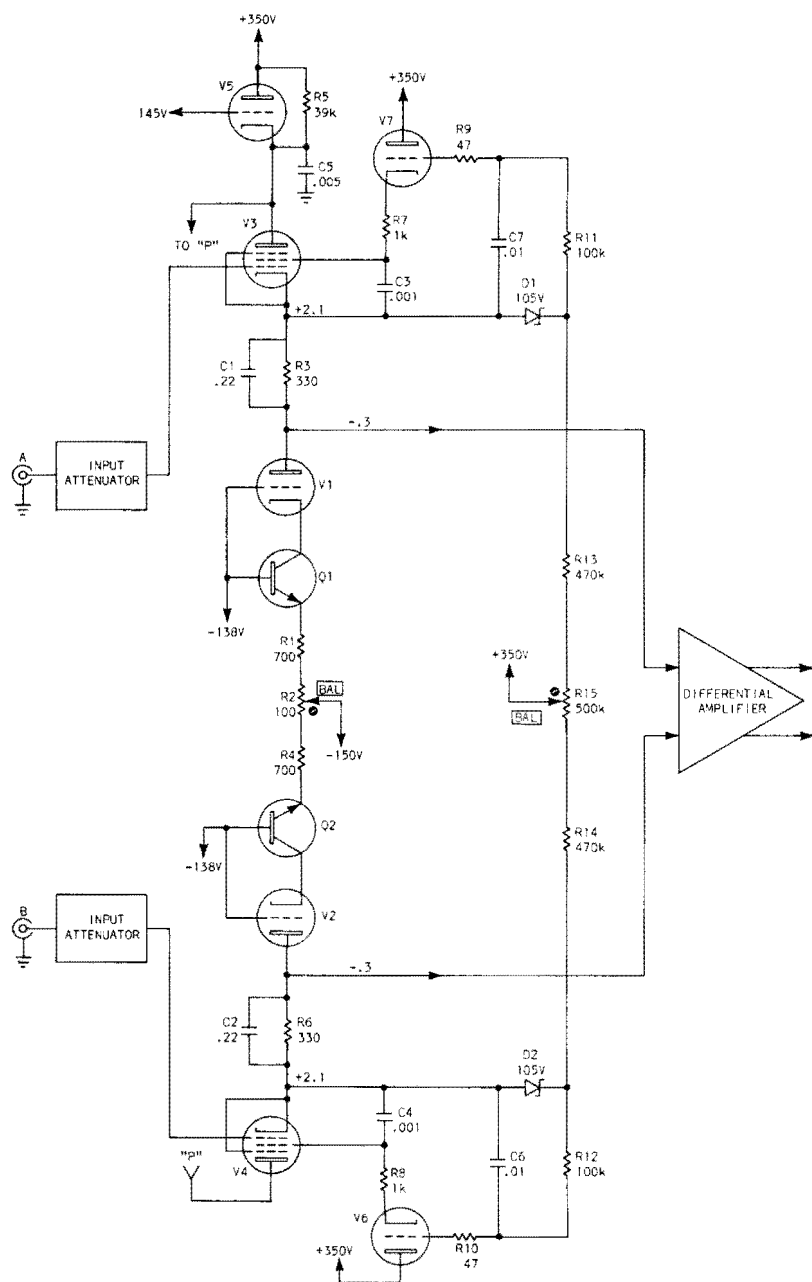 +350V
V5
R5
39k
145V
C5
.005
+350V
V7
R9
47
TO "P"
V3
R7
1k
C7
.01
R11
100k
C3
.001
D1
105V
+2.1
C1
.22
R3
330
-.3
A
INPUT
ATTENUATOR
V1
Q1
-138V
R13
470k
R1
700
R2
100
BAL
-150V
+350V
BAL
R15
500k
DIFFERENTIAL
AMPLIFIER
R4
700
Q2
-138V
R14
470k
B
INPUT
ATTENUATOR
V2
-.3
C2
.22
R6
330
D2
105V
+2.1
C4
.001
"P"
V4
R8
1k
C6
.01
R12
100k
V6
+350V
R10
47